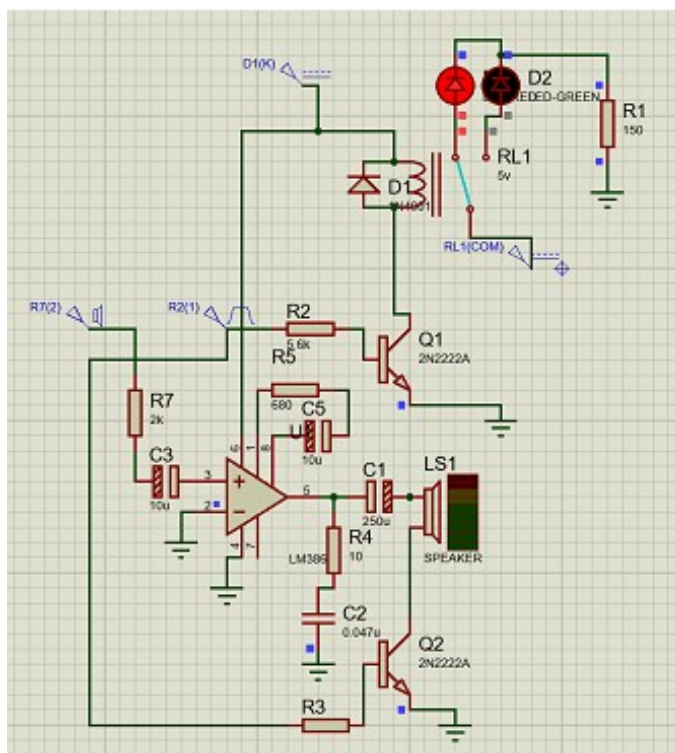 D1(K)
D2
EDED-GREEN
R1
150
RL1
5v
D1
RL1(COM)
R7(2)
R2(1)
R2
5.6k
Q1
2N2222A
R5
680
R7
2k
C5
10u
U
6
1
8
C3
10u
3
2
5
4
7
C1
250u
LS1
SPEAKER
R4
10
LM386
C2
0.047u
Q2
2N2222A
R3